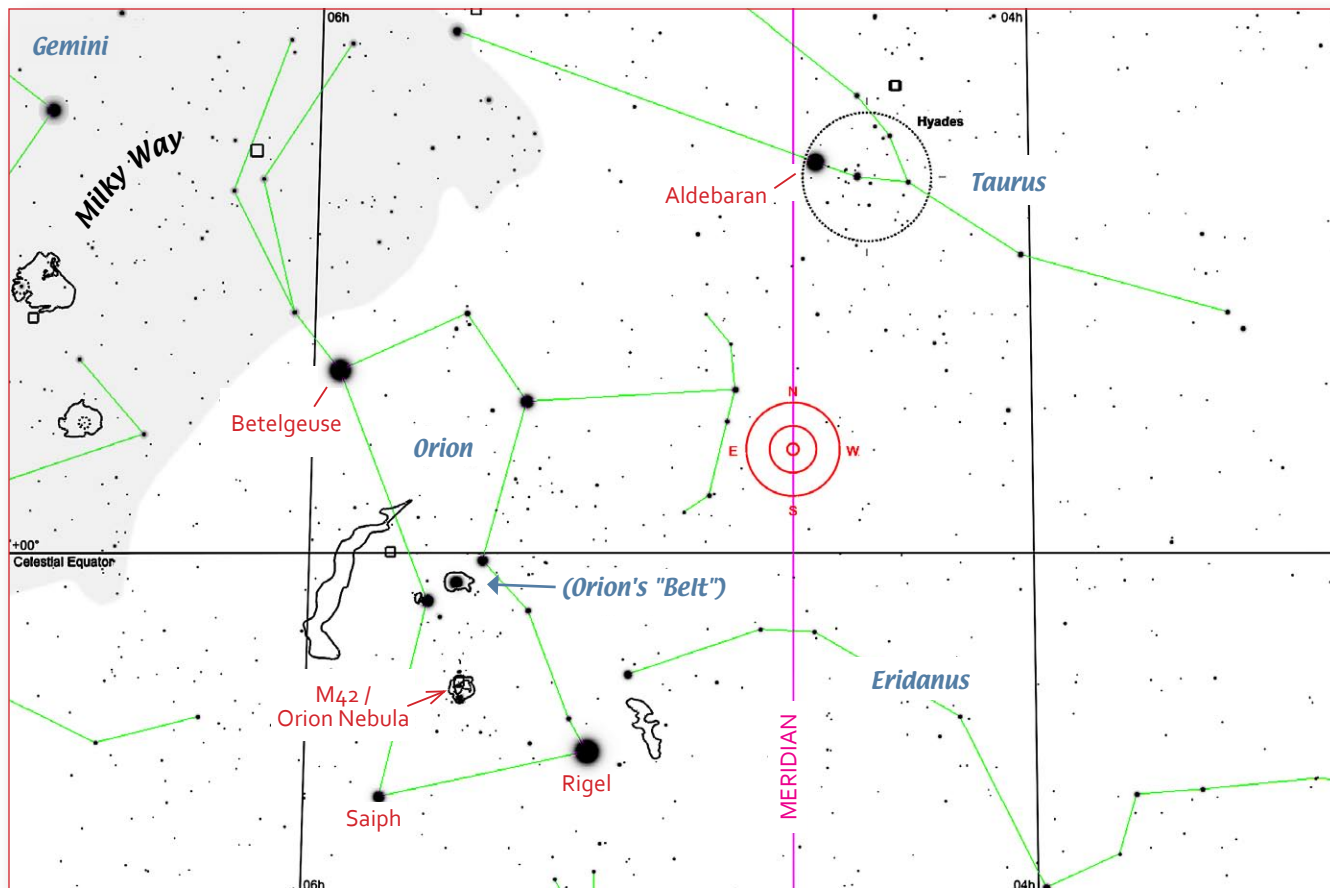 06h
04h
Gemini
Milky Way
Hyades
Aldebaran
Taurus
N
Betelgeuse
Orion
E
W
S
+00°
Celestial Equator
(Orion's "Belt")
M42 /
Orion Nebula
Eridanus
MERIDIAN
Rigel
Saiph
06h
04h